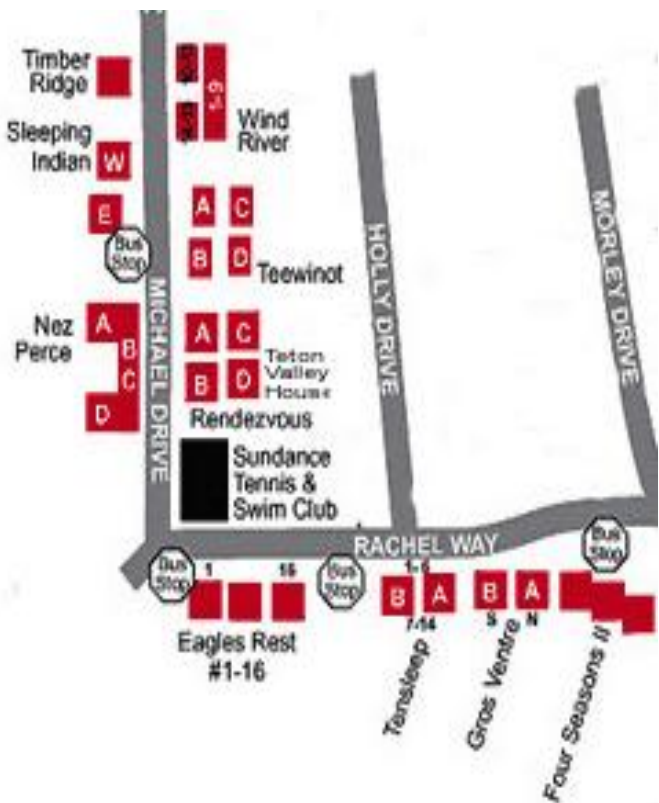 Timber
Ridge
Sleeping
Indian
W
E
Bus
Stop
Wind
River
A
C
B
D
Teewinot
MICHAEL DRIVE
HOLLY DRIVE
MORLEY DRIVE
Nez
Perce
A
B
C
D
A
C
B
D
Teton
Valley
House
Rendezvous
Sundance
Tennis &
Swim Club
RACHEL WAY
Bus
Stop
1
16
Eagles Rest
#1-16
Bus
Stop
1-6
B
A
7-14
Tensleep
B
A
S
N
Gros Ventre
Bus
Stop
Four Seasons II